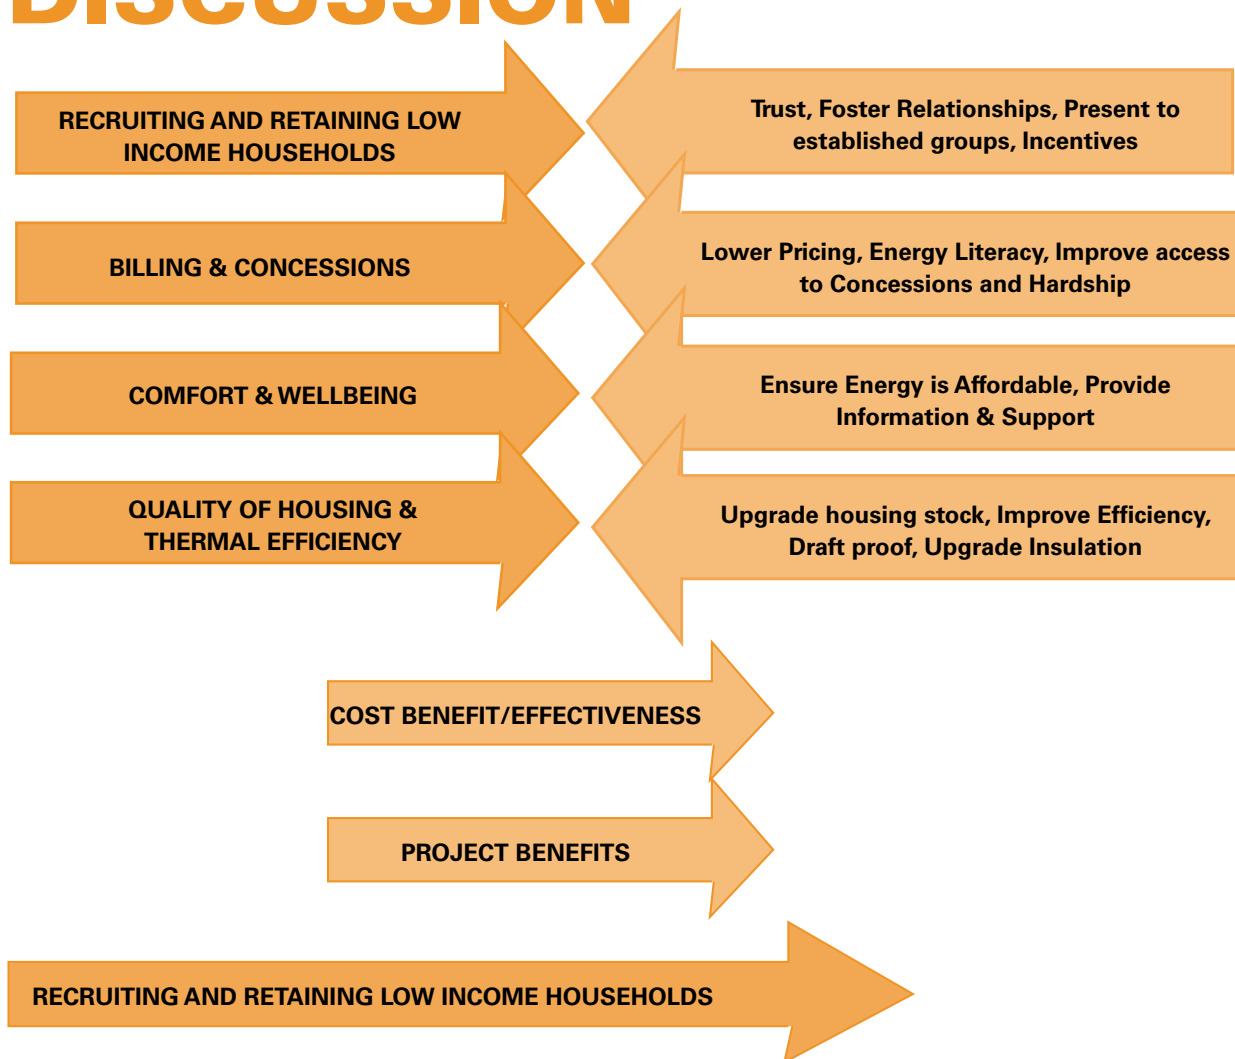 DISCUSSION
RECRUITING AND RETAINING LOW
INCOME HOUSEHOLDS
Trust, Foster Relationships, Present to
established groups, Incentives
BILLING & CONCESSIONS
Lower Pricing, Energy Literacy, Improve access
to Concessions and Hardship
COMFORT & WELLBEING
Ensure Energy is Affordable, Provide
Information & Support
QUALITY OF HOUSING &
THERMAL EFFICIENCY
Upgrade housing stock, Improve Efficiency,
Draft proof, Upgrade Insulation
COST BENEFIT/EFFECTIVENESS
PROJECT BENEFITS
RECRUITING AND RETAINING LOW INCOME HOUSEHOLDS